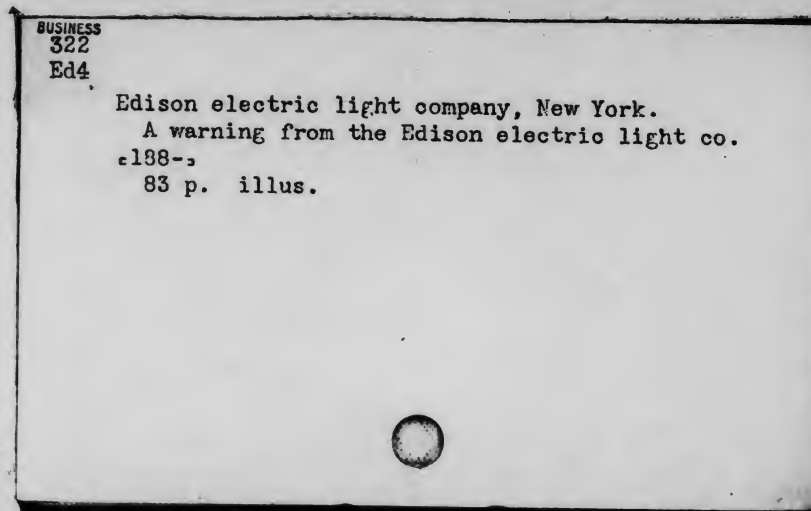 BUSINESS
322
Ed4
Edison electric light company, New York.
A warning from the Edison electric light co.
[188-]
83 p. illus.